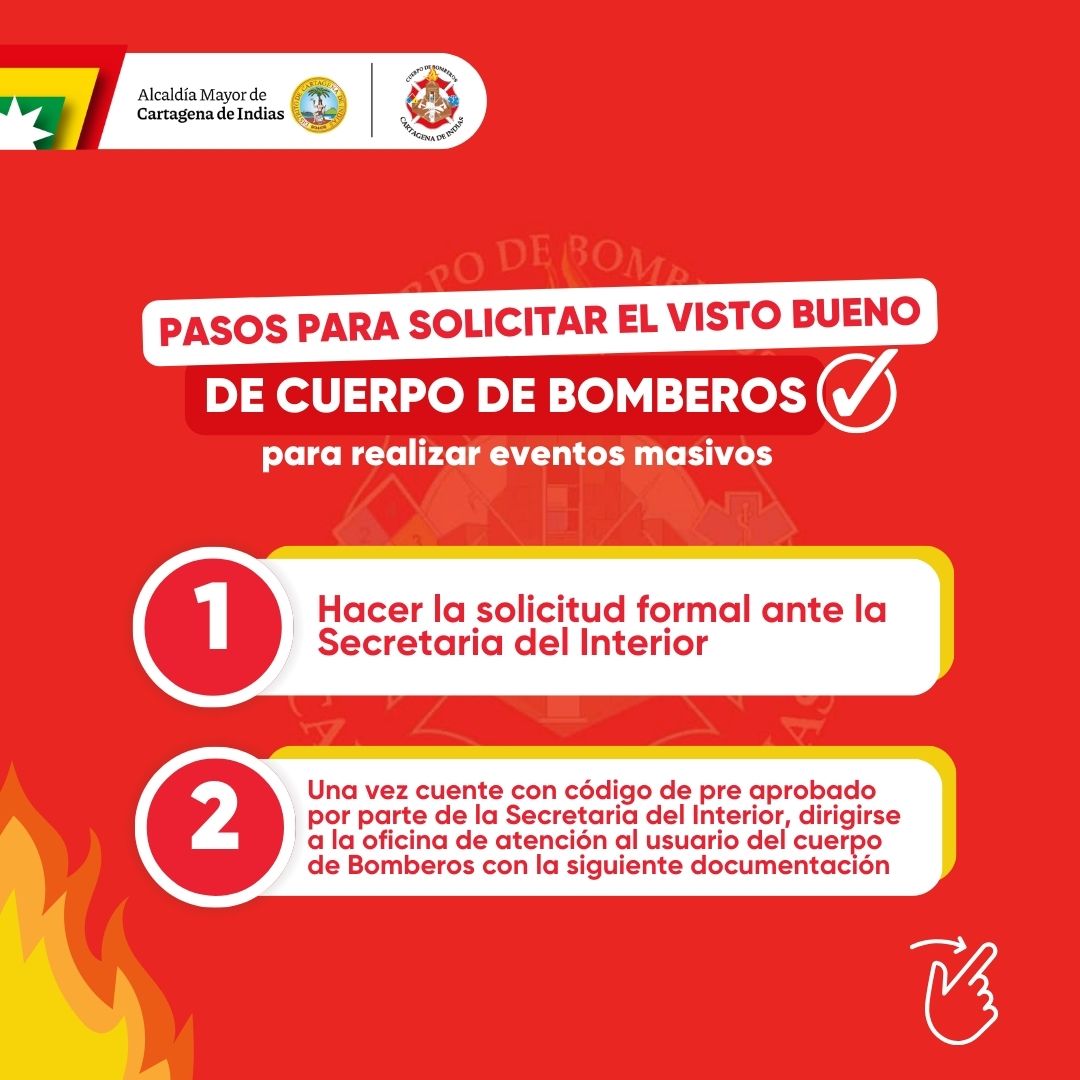 Alcaldía Mayor de
Cartagena de Indias
CUERPO DE BOMBEROS
CARTAGENA DE INDIAS
PASOS PARA SOLICITAR EL VISTO BUENO
DE CUERPO DE BOMBEROS
para realizar eventos masivos
1
Hacer la solicitud formal ante la
Secretaria del Interior
2
Una vez cuente con código de pre aprobado
por parte de la Secretaria del Interior, dirigirse
a la oficina de atención al usuario del cuerpo
de Bomberos con la siguiente documentación